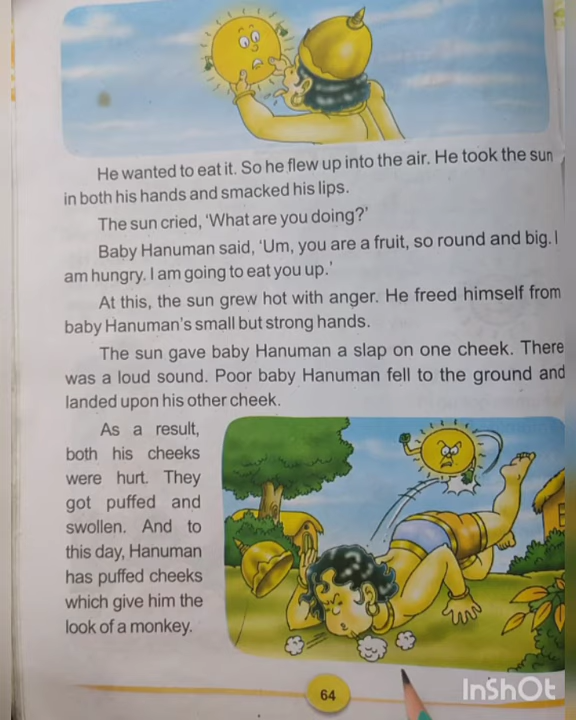 He wanted to eat it. So he flew up into the air. He took the sun
in both his hands and smacked his lips.
The sun cried, 'What are you doing?'
Baby Hanuman said, 'Um, you are a fruit, so round and big. I
am hungry. I am going to eat you up.'
At this, the sun grew hot with anger. He freed himself from
baby Hanuman's small but strong hands.
The sun gave baby Hanuman a slap on one cheek. There
was a loud sound. Poor baby Hanuman fell to the ground and
landed upon his other cheek.
As a result,
both his cheeks
were hurt. They
got puffed and
swollen. And to
this day, Hanuman
has puffed cheeks
which give him the
look of a monkey.
64
InShOt